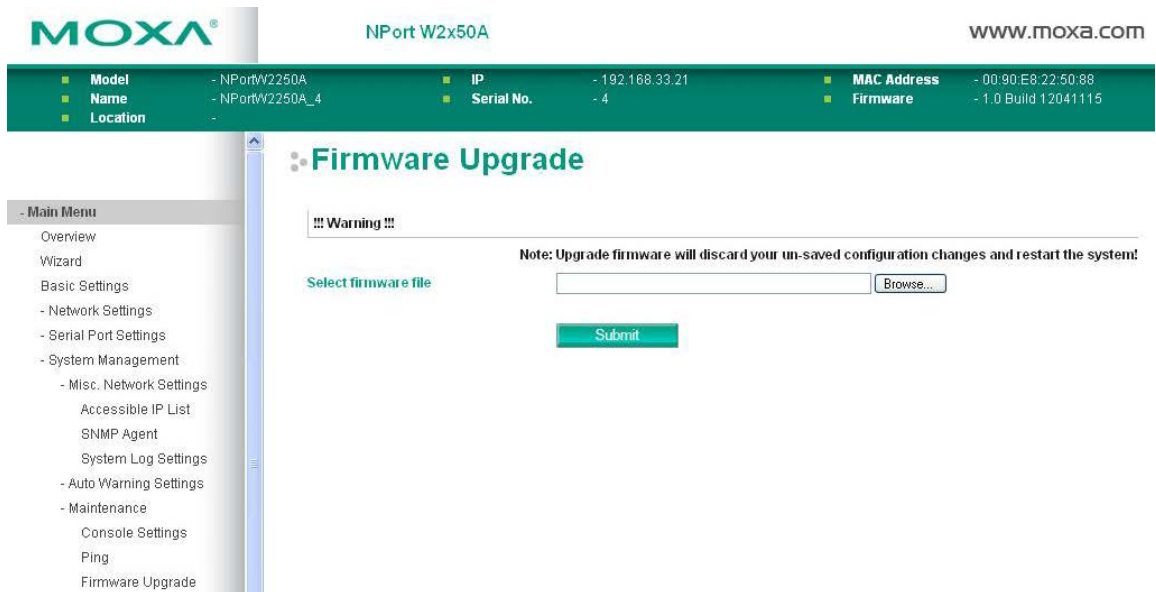 MOXA®
NPort W2x50A
www.moxa.com
Model - NPortW2250A
IP - 192.168.33.21
MAC Address - 00:90:E8:22:50:88
Name - NPortW2250A_4
Serial No. - 4
Firmware - 1.0 Build 12041115
Location -
Firmware Upgrade
!!! Warning !!!
Note: Upgrade firmware will discard your un-saved configuration changes and restart the system!
Select firmware file
Browse...
Submit
- Main Menu
Overview
Wizard
Basic Settings
- Network Settings
- Serial Port Settings
- System Management
- Misc. Network Settings
Accessible IP List
SNMP Agent
System Log Settings
- Auto Warning Settings
- Maintenance
Console Settings
Ping
Firmware Upgrade